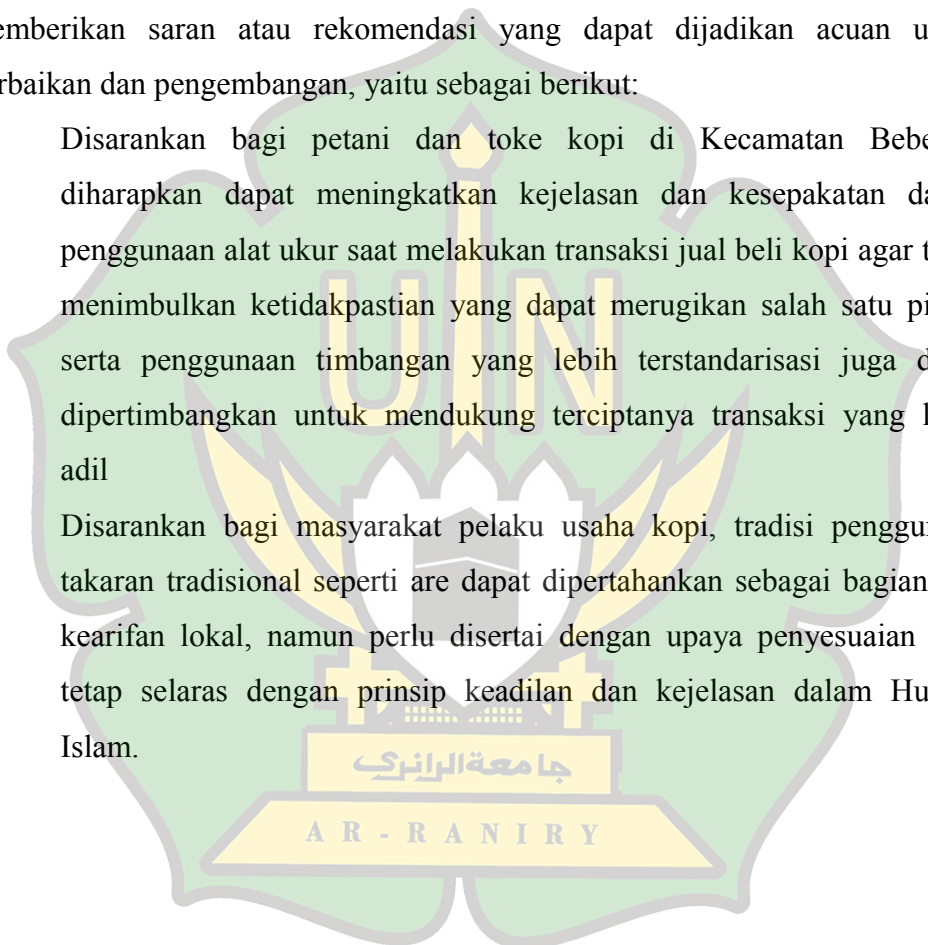 emberikan saran atau rekomendasi yang dapat dijadikan acuan u
rbaikan dan pengembangan, yaitu sebagai berikut:
Disarankan bagi petani dan toke kopi di Kecamatan Bebe
diharapkan dapat meningkatkan kejelasan dan kesepakatan da
penggunaan alat ukur saat melakukan transaksi jual beli kopi agar t
menimbulkan ketidakpastian yang dapat merugikan salah satu pi
serta penggunaan timbangan yang lebih terstandarisasi juga d
dipertimbangkan untuk mendukung terciptanya transaksi yang l
adil
Disarankan bagi masyarakat pelaku usaha kopi, tradisi penggu
takaran tradisional seperti are dapat dipertahankan sebagai bagian
kearifan lokal, namun perlu disertai dengan upaya penyesuaian
tetap selaras dengan prinsip keadilan dan kejelasan dalam Hu
Islam.
UIN
جامعةالرانري
AR-RANIRY